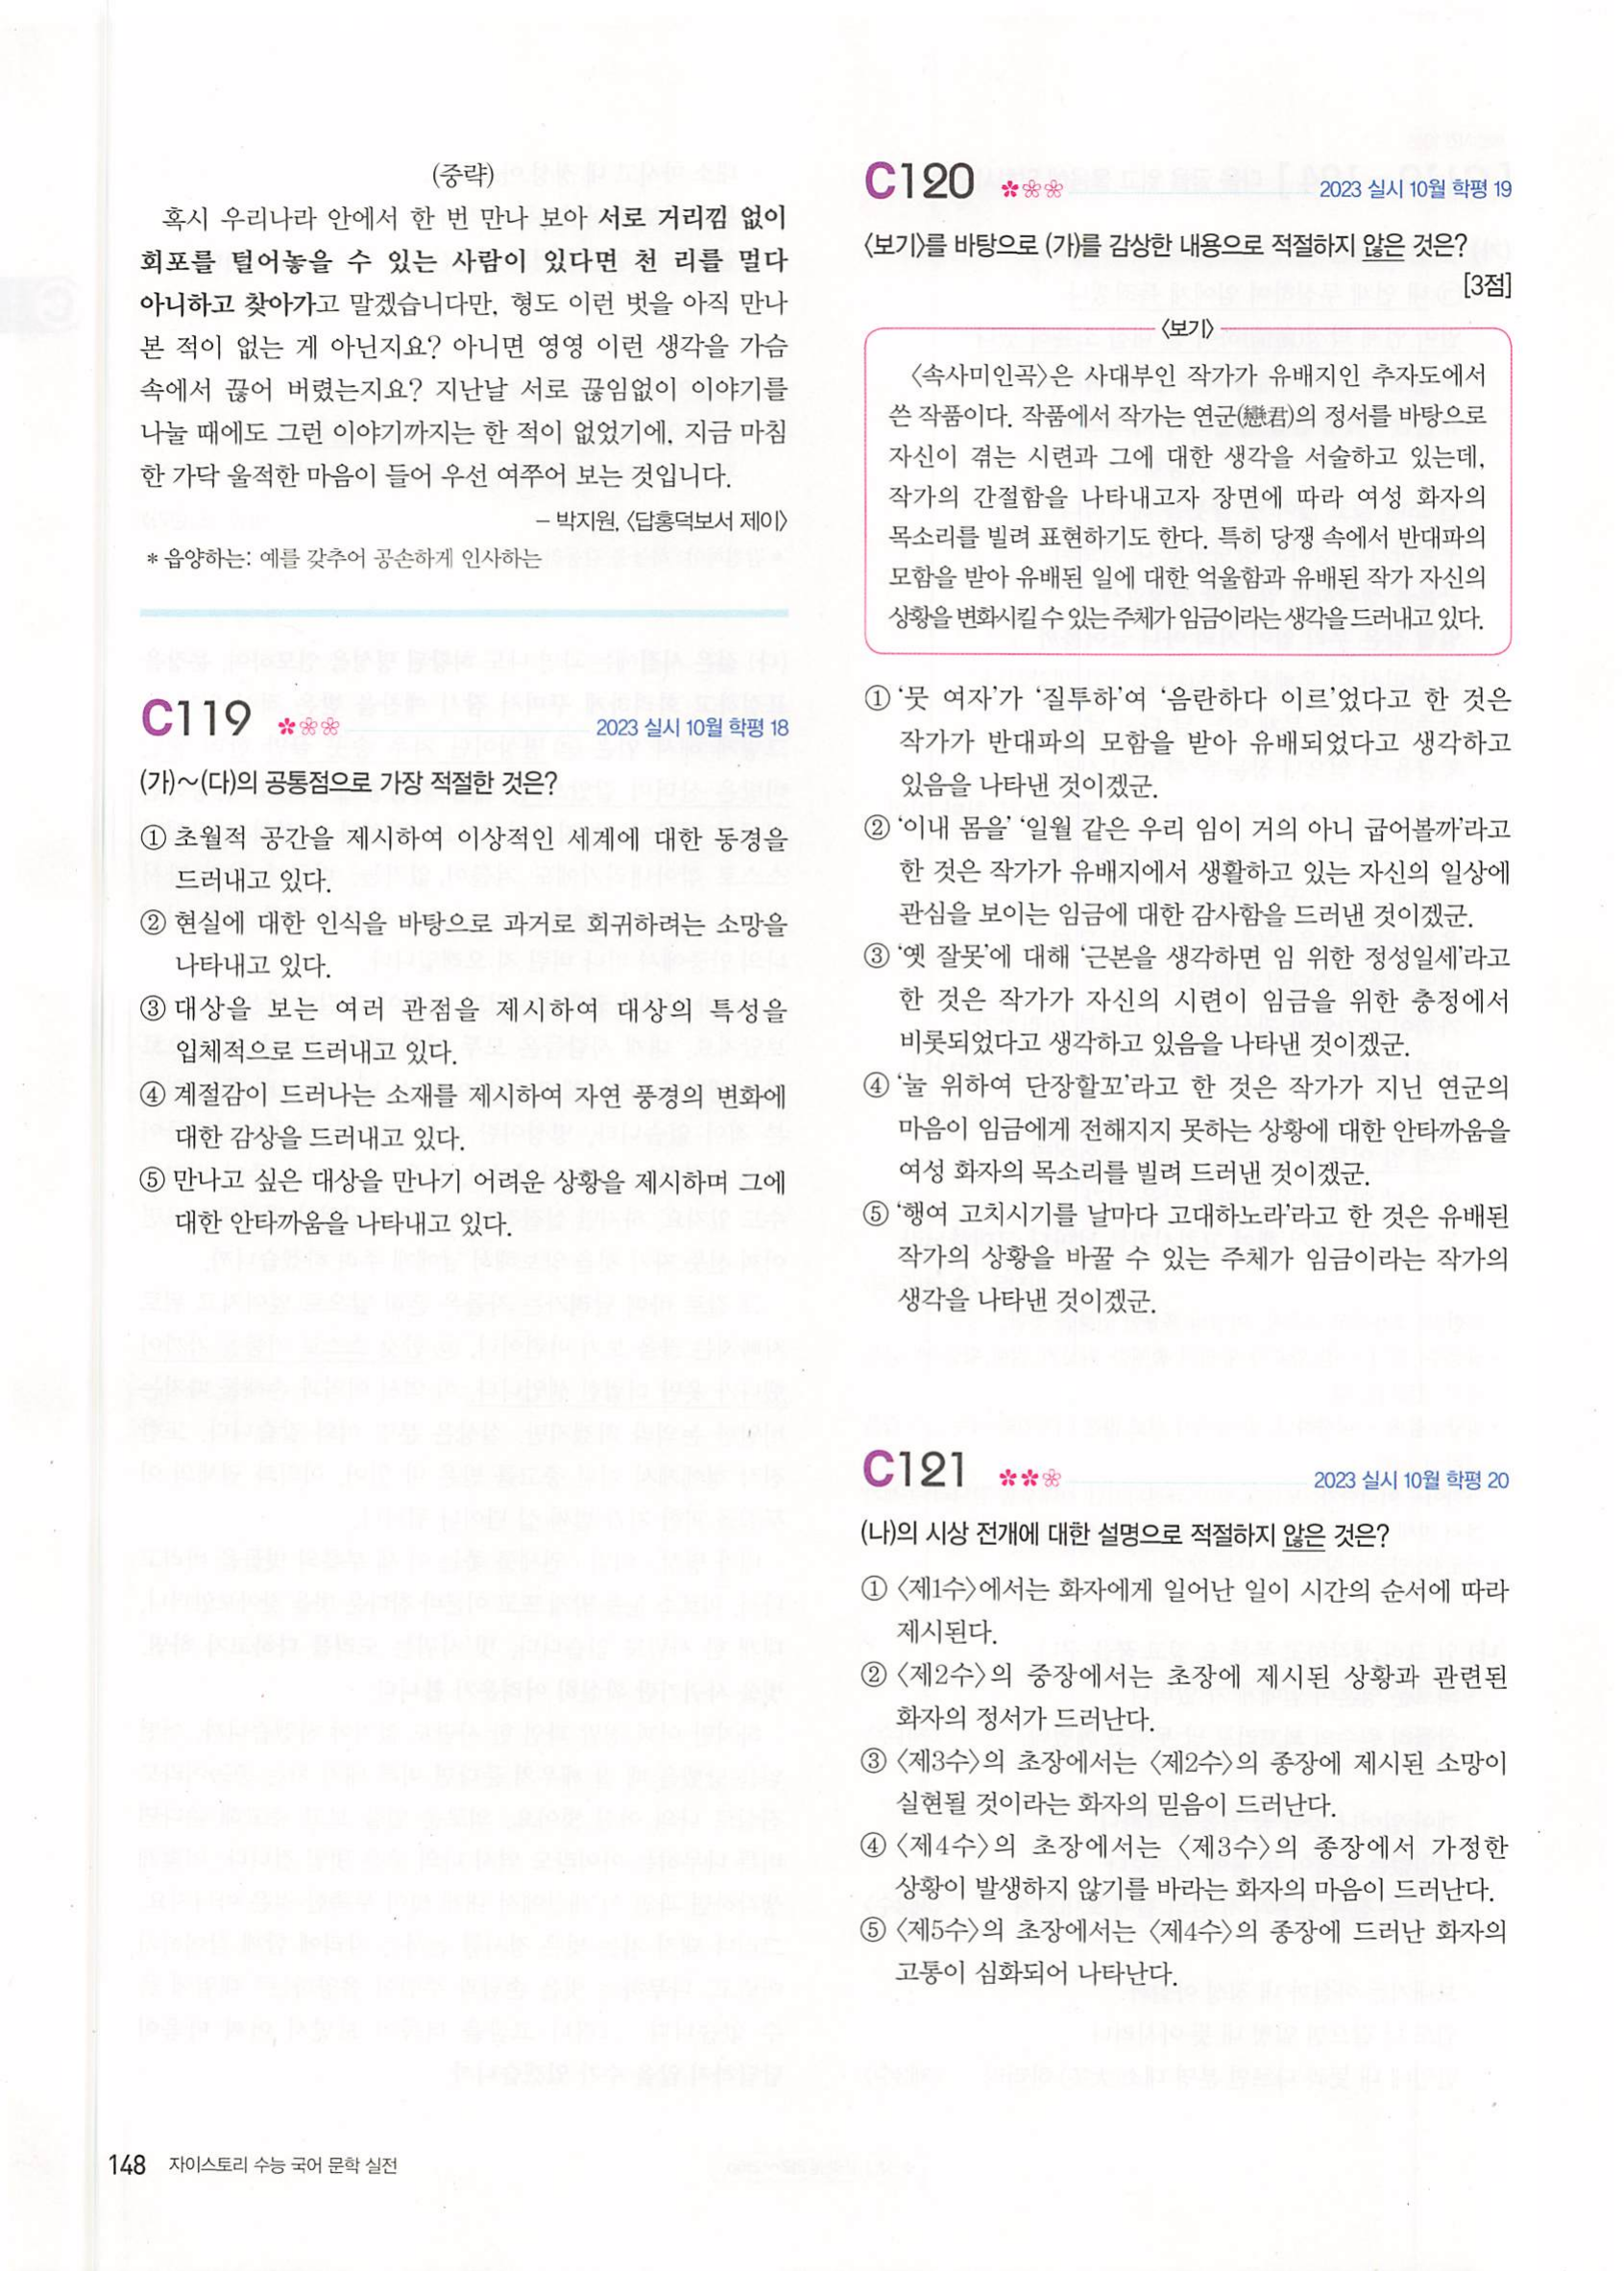 (중략)
혹시 우리나라 안에서 한 번 만나 보아 서로 거리낌 없이
회포를 털어놓을 수 있는 사람이 있다면 천 리를 멀다
아니하고 찾아가고 말겠습니다만, 형도 이런 벗을 아직 만나
본 적이 없는 게 아닌지요? 아니면 영영 이런 생각을 가슴
속에서 끊어 버렸는지요? 지난날 서로 끊임없이 이야기를
나눌 때에도 그런 이야기까지는 한 적이 없었기에, 지금 마침
한 가닥 울적한 마음이 들어 우선 여쭈어 보는 것입니다.
– 박지원, 〈답홍덕보서 제이〉
* 읍양하는: 예를 갖추어 공손하게 인사하는
C119 2023 실시 10월 학평 18
(가)~(다)의 공통점으로 가장 적절한 것은?
① 초월적 공간을 제시하여 이상적인 세계에 대한 동경을
드러내고 있다.
② 현실에 대한 인식을 바탕으로 과거로 회귀하려는 소망을
나타내고 있다.
③ 대상을 보는 여러 관점을 제시하여 대상의 특성을
입체적으로 드러내고 있다.
④ 계절감이 드러나는 소재를 제시하여 자연 풍경의 변화에
대한 감상을 드러내고 있다.
⑤ 만나고 싶은 대상을 만나기 어려운 상황을 제시하며 그에
대한 안타까움을 나타내고 있다.
C120 2023 실시 10월 학평 19
〈보기〉를 바탕으로 (가)를 감상한 내용으로 적절하지 않은 것은?
[3점]
〈보기〉
〈속사미인곡〉은 사대부인 작가가 유배지인 추자도에서
쓴 작품이다. 작품에서 작가는 연군(戀君)의 정서를 바탕으로
자신이 겪는 시련과 그에 대한 생각을 서술하고 있는데,
작가의 간절함을 나타내고자 장면에 따라 여성 화자의
목소리를 빌려 표현하기도 한다. 특히 당쟁 속에서 반대파의
모함을 받아 유배된 일에 대한 억울함과 유배된 작가 자신의
상황을 변화시킬 수 있는 주체가 임금이라는 생각을 드러내고 있다.
① ‘뭇 여자’가 ‘질투하’여 ‘음란하다 이르’었다고 한 것은
작가가 반대파의 모함을 받아 유배되었다고 생각하고
있음을 나타낸 것이겠군.
② ‘이내 몸을’ ‘일월 같은 우리 임이 거의 아니 굽어볼까’라고
한 것은 작가가 유배지에서 생활하고 있는 자신의 일상에
관심을 보이는 임금에 대한 감사함을 드러낸 것이겠군.
③ ‘옛 잘못’에 대해 ‘근본을 생각하면 임 위한 정성일세’라고
한 것은 작가가 자신의 시련이 임금을 위한 충정에서
비롯되었다고 생각하고 있음을 나타낸 것이겠군.
④ ‘눌 위하여 단장할꼬’라고 한 것은 작가가 지닌 연군의
마음이 임금에게 전해지지 못하는 상황에 대한 안타까움을
여성 화자의 목소리를 빌려 드러낸 것이겠군.
⑤ ‘행여 고치시기를 날마다 고대하노라’라고 한 것은 유배된
작가의 상황을 바꿀 수 있는 주체가 임금이라는 작가의
생각을 나타낸 것이겠군.
C121 2023 실시 10월 학평 20
(나)의 시상 전개에 대한 설명으로 적절하지 않은 것은?
① 〈제1수〉에서는 화자에게 일어난 일이 시간의 순서에 따라
제시된다.
② 〈제2수〉의 중장에서는 초장에 제시된 상황과 관련된
화자의 정서가 드러난다.
③ 〈제3수〉의 초장에서는 〈제2수〉의 종장에 제시된 소망이
실현될 것이라는 화자의 믿음이 드러난다.
④ 〈제4수〉의 초장에서는 〈제3수〉의 종장에서 가정한
상황이 발생하지 않기를 바라는 화자의 마음이 드러난다.
⑤ 〈제5수〉의 초장에서는 〈제4수〉의 종장에 드러난 화자의
고통이 심화되어 나타난다.
148 자이스토리 수능 국어 문학 실전